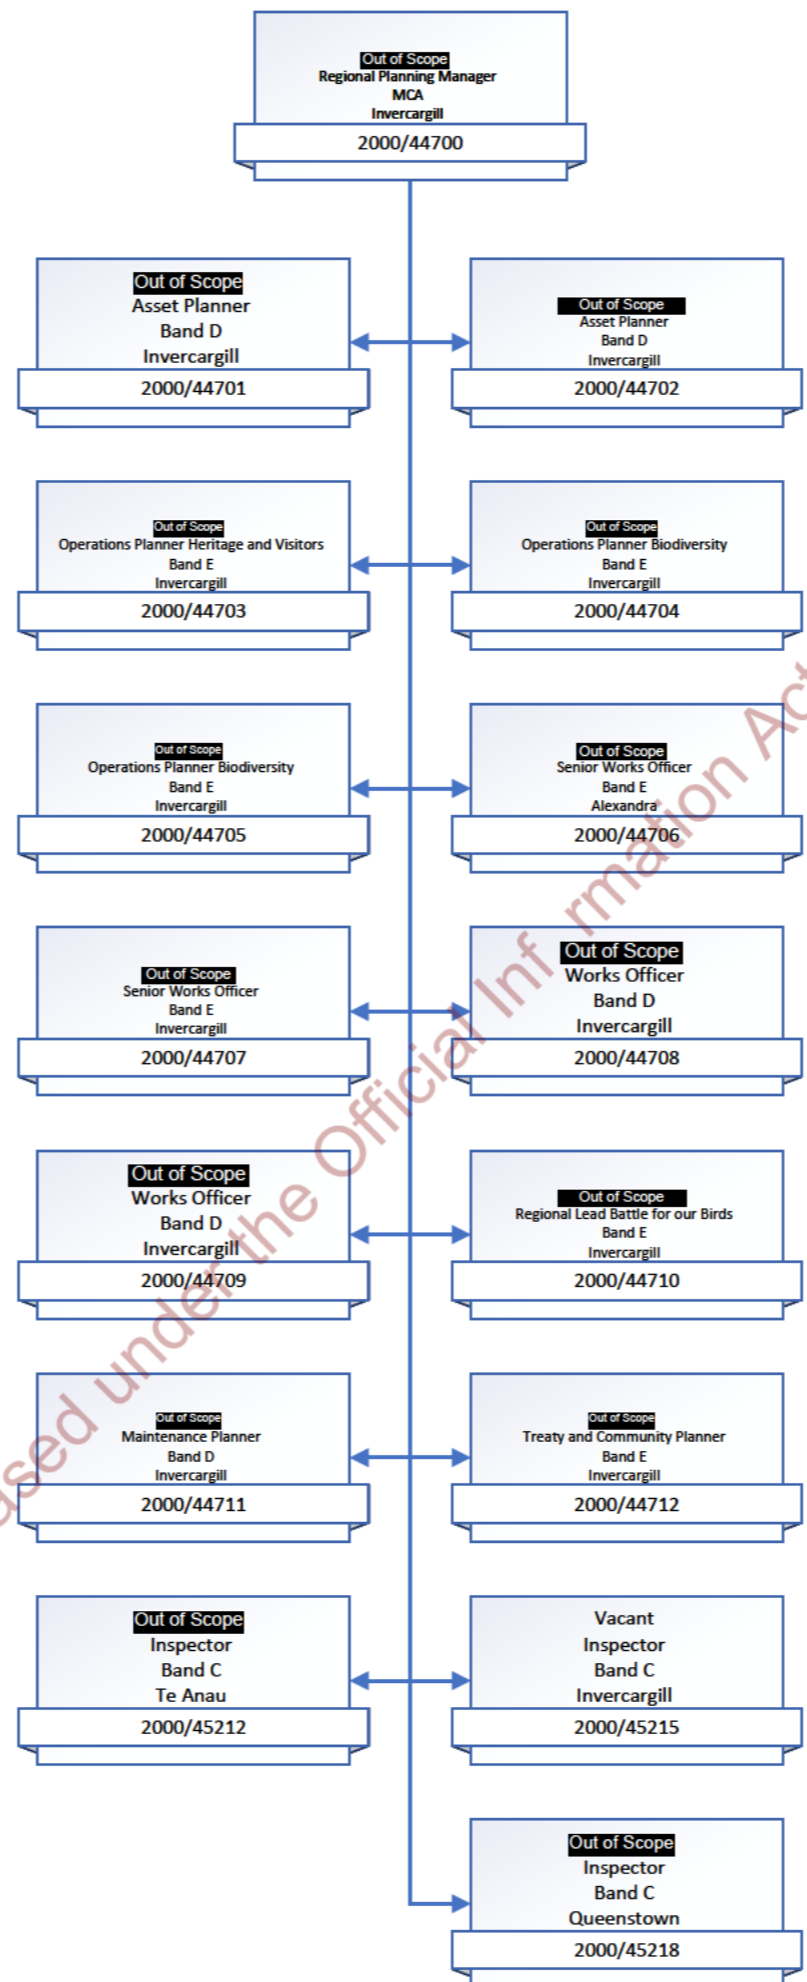 Out of Scope
Regional Planning Manager
MCA
Invercargill
2000/44700
Out of Scope
Asset Planner
Band D
Invercargill
2000/44701
Out of Scope
Asset Planner
Band D
Invercargill
2000/44702
Out of Scope
Operations Planner Heritage and Visitors
Band E
Invercargill
2000/44703
Out of Scope
Operations Planner Biodiversity
Band E
Invercargill
2000/44704
Out of Scope
Operations Planner Biodiversity
Band E
Invercargill
2000/44705
Out of Scope
Senior Works Officer
Band E
Alexandra
2000/44706
Out of Scope
Senior Works Officer
Band E
Invercargill
2000/44707
Out of Scope
Works Officer
Band D
Invercargill
2000/44708
Out of Scope
Works Officer
Band D
Invercargill
2000/44709
Out of Scope
Regional Lead Battle for our Birds
Band E
Invercargill
2000/44710
Out of Scope
Maintenance Planner
Band D
Invercargill
2000/44711
Out of Scope
Treaty and Community Planner
Band E
Invercargill
2000/44712
Out of Scope
Inspector
Band C
Te Anau
2000/45212
Vacant
Inspector
Band C
Invercargill
2000/45215
Out of Scope
Inspector
Band C
Queenstown
2000/45218
ased under the Official Inf rmation Act